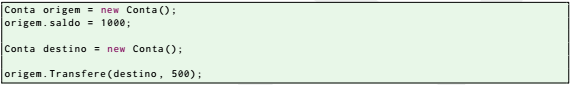 Conta origem = new Conta();
origem.saldo = 1000;
Conta destino = new Conta();
origem.Transfere(destino, 500);